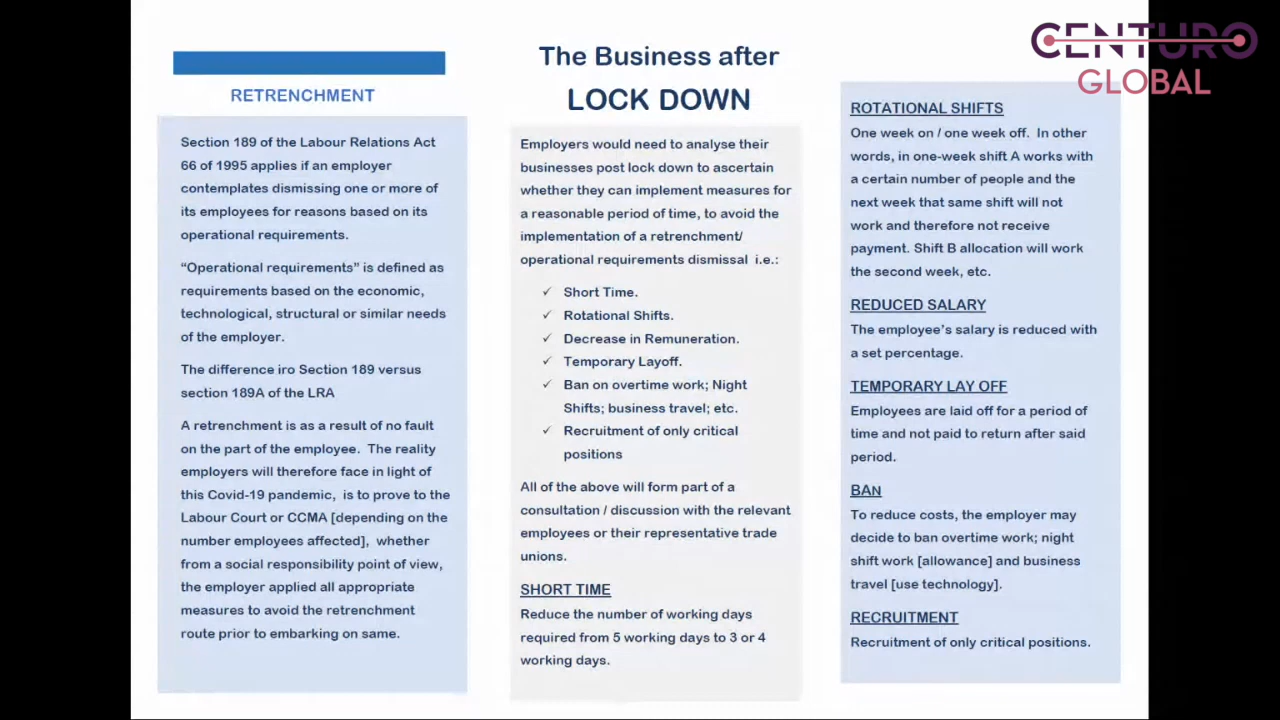 RETRENCHMENT
Section 189 of the Labour Relations Act
66 of 1995 applies if an employer
contemplates dismissing one or more of
its employees for reasons based on its
operational requirements.
“Operational requirements” is defined as
requirements based on the economic,
technological, structural or similar needs
of the employer.
The difference iro Section 189 versus
section 189A of the LRA
A retrenchment is as a result of no fault
on the part of the employee. The reality
employers will therefore face in light of
this Covid-19 pandemic, is to prove to the
Labour Court or CCMA [depending on the
number employees affected], whether
from a social responsibility point of view,
the employer applied all appropriate
measures to avoid the retrenchment
route prior to embarking on same.
The Business after
LOCK DOWN
Employers would need to analyse their
businesses post lock down to ascertain
whether they can implement measures for
a reasonable period of time, to avoid the
implementation of a retrenchment/
operational requirements dismissal i.e.:
✓ Short Time.
✓ Rotational Shifts.
✓ Decrease in Remuneration.
✓ Temporary Layoff.
✓ Ban on overtime work; Night
Shifts; business travel; etc.
✓ Recruitment of only critical
positions
All of the above will form part of a
consultation / discussion with the relevant
employees or their representative trade
unions.
SHORT TIME
Reduce the number of working days
required from 5 working days to 3 or 4
working days.
CENTURO
GLOBAL
ROTATIONAL SHIFTS
One week on / one week off. In other
words, in one-week shift A works with
a certain number of people and the
next week that same shift will not
work and therefore not receive
payment. Shift B allocation will work
the second week, etc.
REDUCED SALARY
The employee’s salary is reduced with
a set percentage.
TEMPORARY LAY OFF
Employees are laid off for a period of
time and not paid to return after said
period.
BAN
To reduce costs, the employer may
decide to ban overtime work; night
shift work [allowance] and business
travel [use technology].
RECRUITMENT
Recruitment of only critical positions.